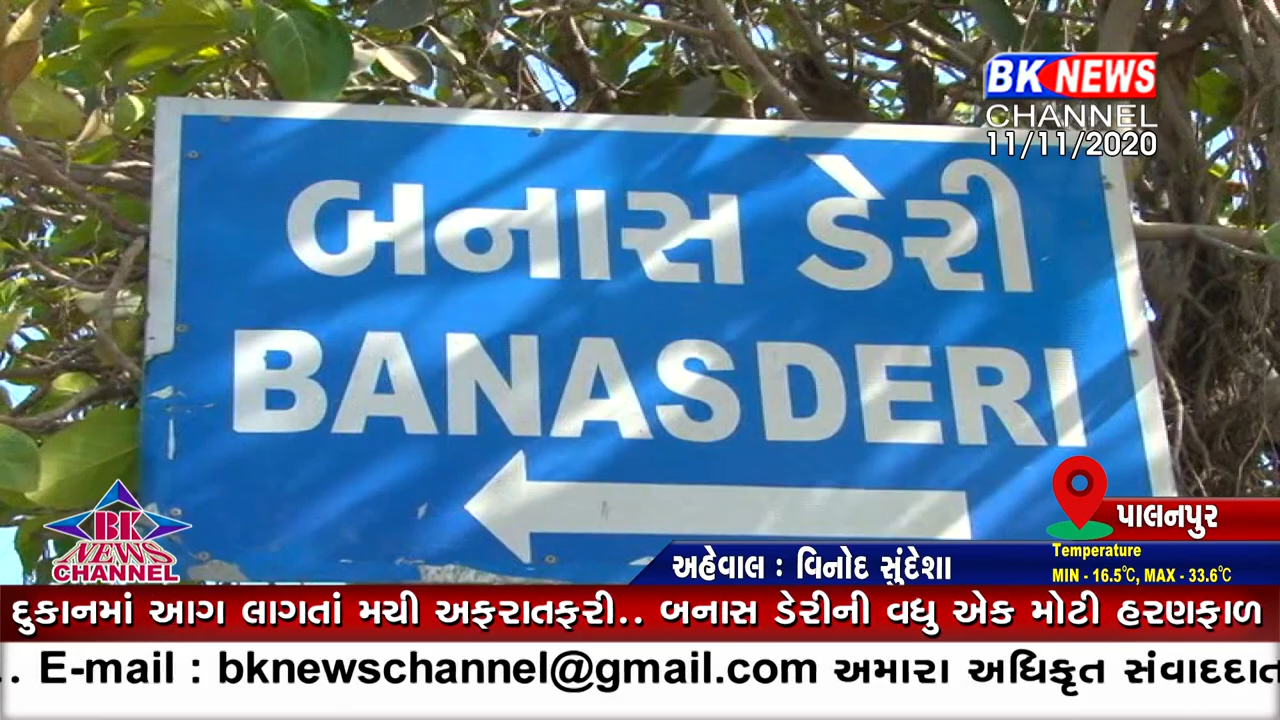 BK NEWS
CHANNEL
11/11/2020
બનાસ ડેરી
BANASDERI
પાલનપુર
Temperature
MIN - 16.5℃, MAX - 33.6℃
અહેવાલ : વિનોદ સુંદેશા
BK
NEWS
CHANNEL
દુકાનમાં આગ લાગતાં મચી અફરાતફરી.. બનાસ ડેરીની વધુ એક મોટી હરણફાળ
.. E-mail : bknewschannel@gmail.com અમારા અધિકૃત સંવાદદાત